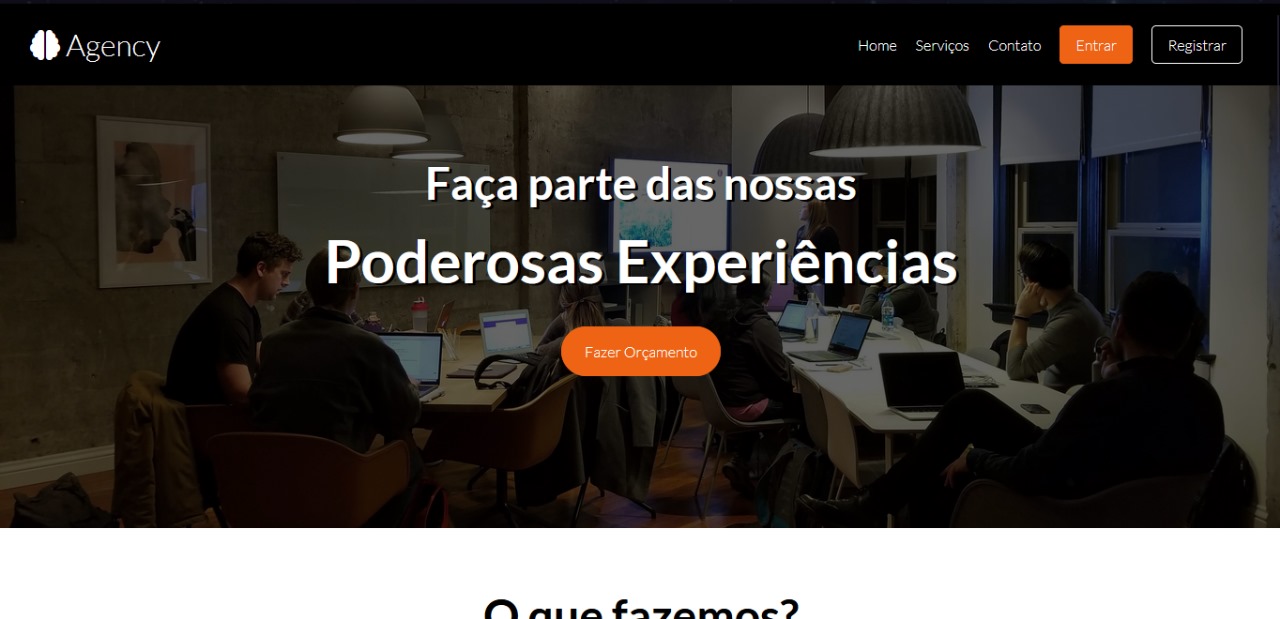 Agency
Home Serviços Contato Entrar Registrar
Faça parte das nossas
Poderosas Experiências
Fazer Orçamento
O que fazemos?